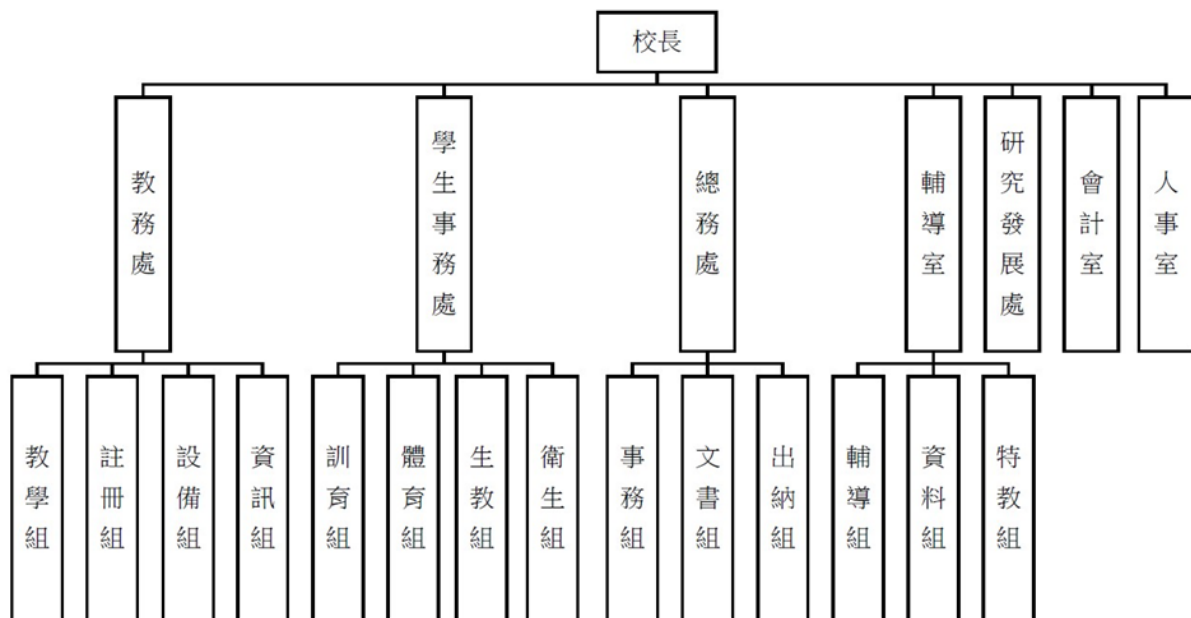 校長
教務處
學生事務處
總務處
輔導室
研究發展處
會計室
人事室
教學組
註冊組
設備組
資訊組
訓育組
體育組
生教組
衛生組
事務組
文書組
出納組
輔導組
資料組
特教組